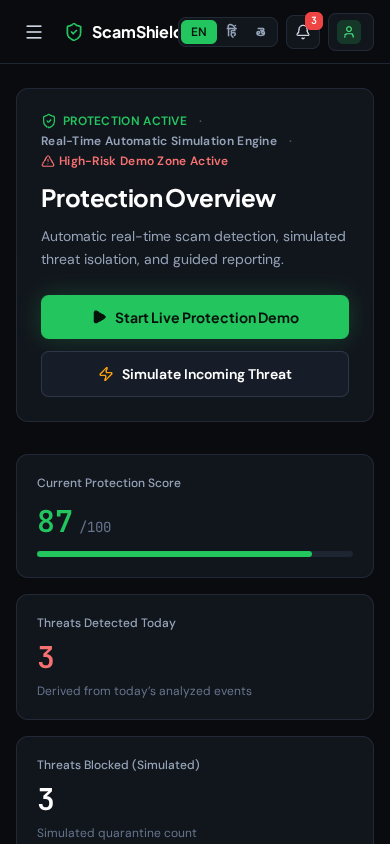 ScamShield
EN हिं తె
3
PROTECTION ACTIVE ·
Real-Time Automatic Simulation Engine ·
High-Risk Demo Zone Active
Protection Overview
Automatic real-time scam detection, simulated
threat isolation, and guided reporting.
Start Live Protection Demo
Simulate Incoming Threat
Current Protection Score
87 /100
Threats Detected Today
3
Derived from today's analyzed events
Threats Blocked (Simulated)
3
Simulated quarantine count